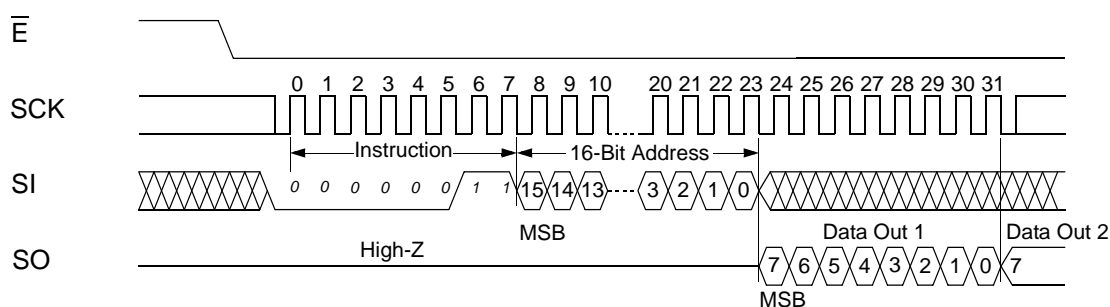 E
0 1 2 3 4 5 6 7 8 9 10 20 21 22 23 24 25 26 27 28 29 30 31
SCK
Instruction 16-Bit Address
SI 0 0 0 0 0 0 1 1 15 14 13 3 2 1 0
MSB Data Out 1 Data Out 2
High-Z
SO 7 6 5 4 3 2 1 0 7
MSB